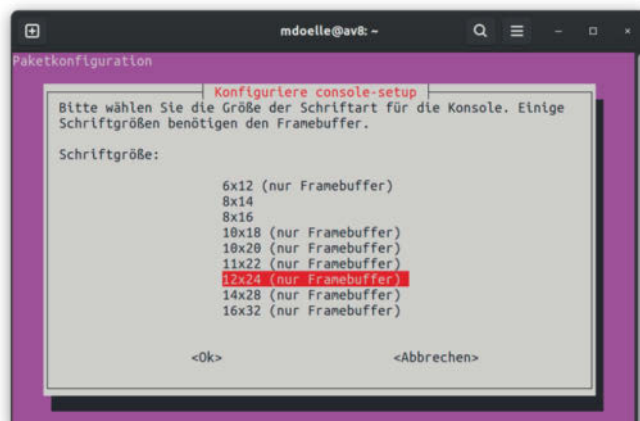 mdoelle@av8: ~
Paketkonfiguration
Konfiguriere console-setup
Bitte wählen Sie die Größe der Schriftart für die Konsole. Einige
Schriftgrößen benötigen den Framebuffer.
Schriftgröße:
6x12 (nur Framebuffer)
8x14
8x16
10x18 (nur Framebuffer)
10x20 (nur Framebuffer)
11x22 (nur Framebuffer)
12x24 (nur Framebuffer)
14x28 (nur Framebuffer)
16x32 (nur Framebuffer)
<Ok> <Abbrechen>